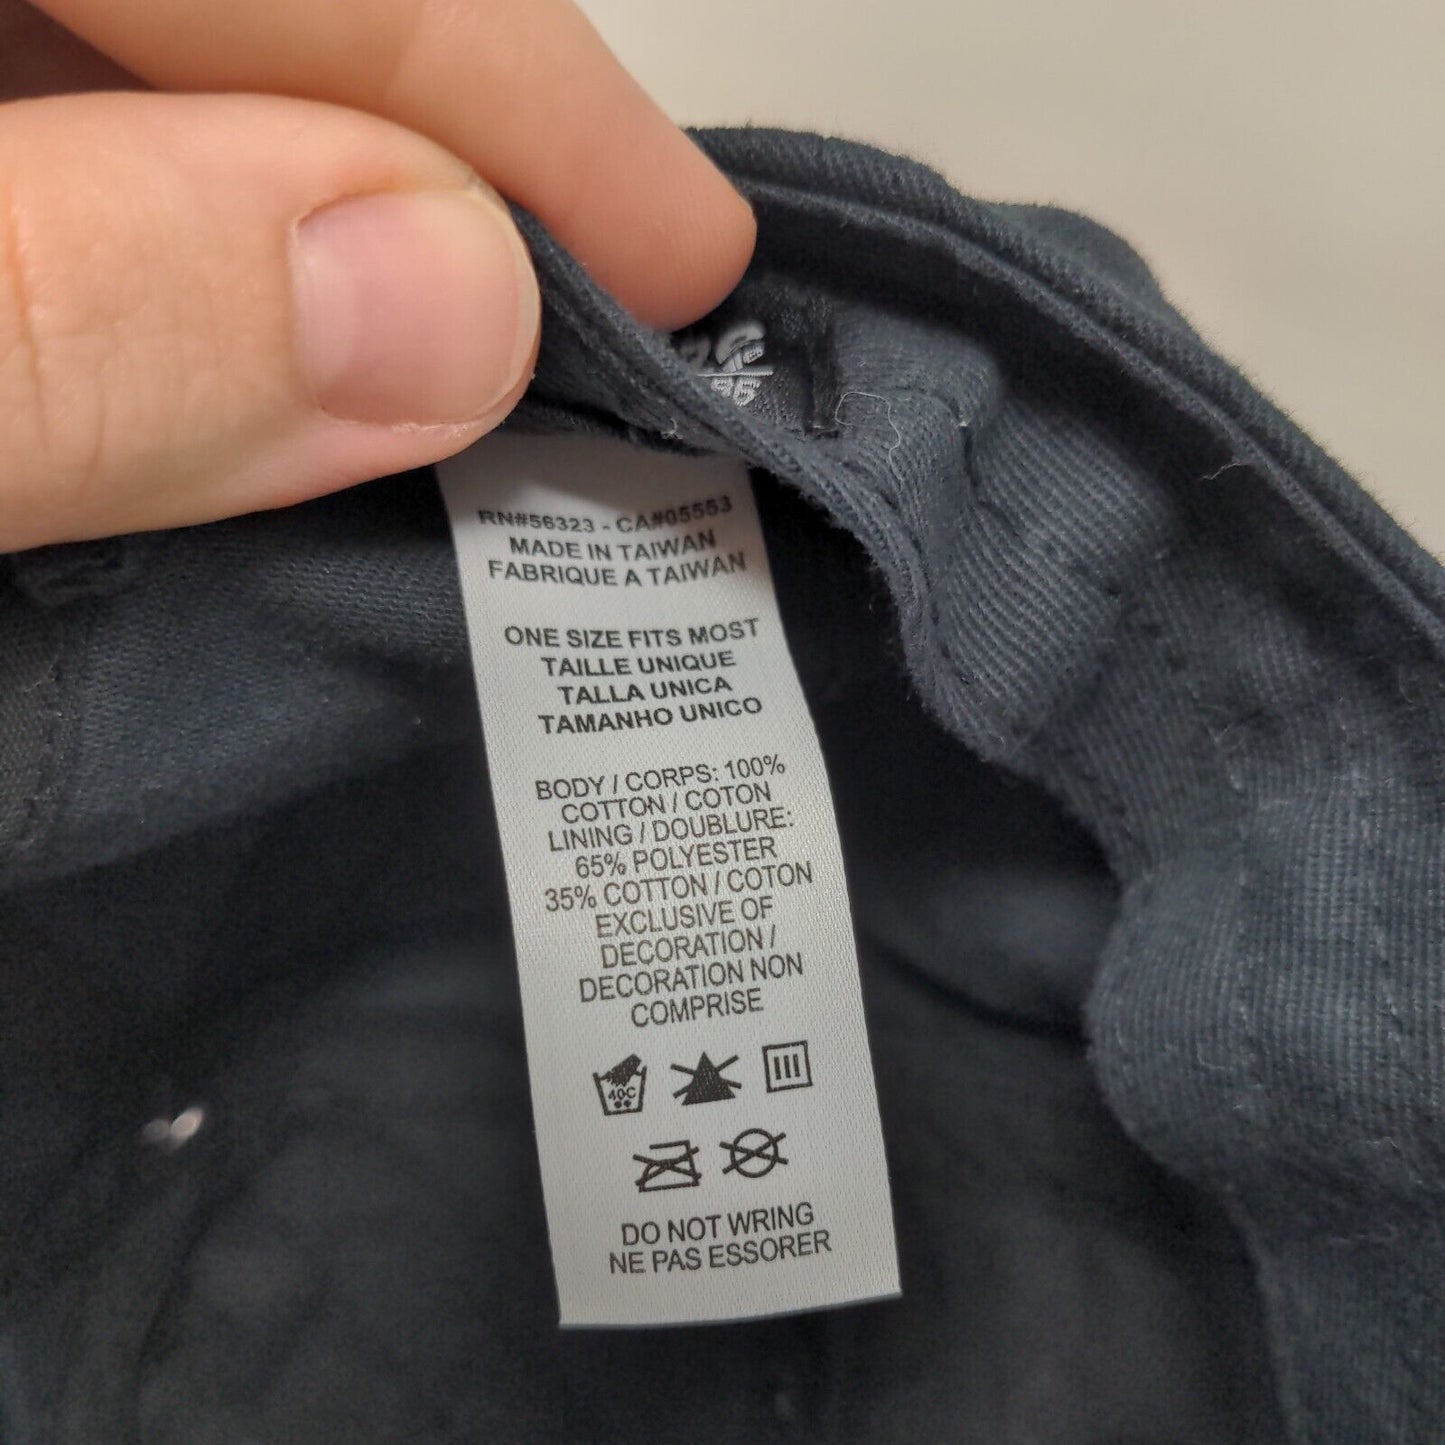 RN#56323 - CA#05553
MADE IN TAIWAN
FABRIQUE A TAIWAN
ONE SIZE FITS MOST
TAILLE UNIQUE
TALLA UNICA
TAMANHO UNICO
BODY / CORPS: 100%
COTTON / COTON
LINING / DOUBLURE:
65% POLYESTER
35% COTTON / COTON
EXCLUSIVE OF
DECORATION /
DECORATION NON
COMPRISE
40C
DO NOT WRING
NE PAS ESSORER